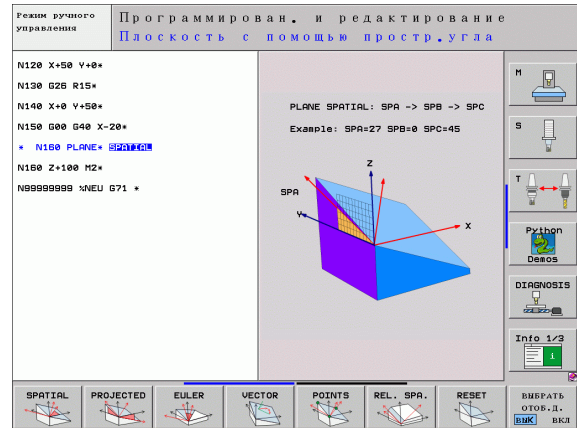 Режим ручного
управления
Программирован. и редактирование
Плоскость с помощью простр.угла
N120 X+50 Y+0*
N130 G26 R15*
N140 X+0 Y+50*
N150 G00 G40 X-20*
* N160 PLANE* SPATIAL
N160 Z+100 M2*
N99999999 %NEU G71 *
PLANE SPATIAL: SPA -> SPB -> SPC
Example: SPA=27 SPB=0 SPC=45
Z
SPA
Y
X
M
S
T
Python
Demos
DIAGNOSIS
Info 1/3
i
SPATIAL
PROJECTED
EULER
VECTOR
POINTS
REL. SPA.
RESET
ВЫБРАТЬ
ОТОБ.Д.
ВЫК ВКЛ